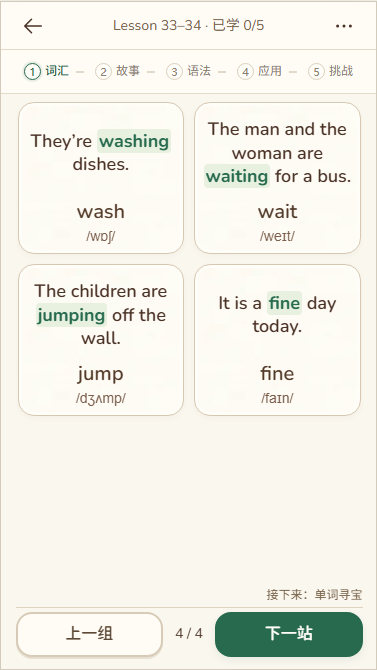 Lesson 33–34 · 已学 0/5
1 词汇 – 2 故事 – 3 语法 – 4 应用 – 5 挑战
They’re washing
dishes.
wash
/wɒʃ/
The man and the
woman are
waiting for a bus.
wait
/weɪt/
The children are
jumping off the
wall.
jump
/dʒʌmp/
It is a fine day
today.
fine
/faɪn/
接下来：单词寻宝
上一组
4 / 4
下一站